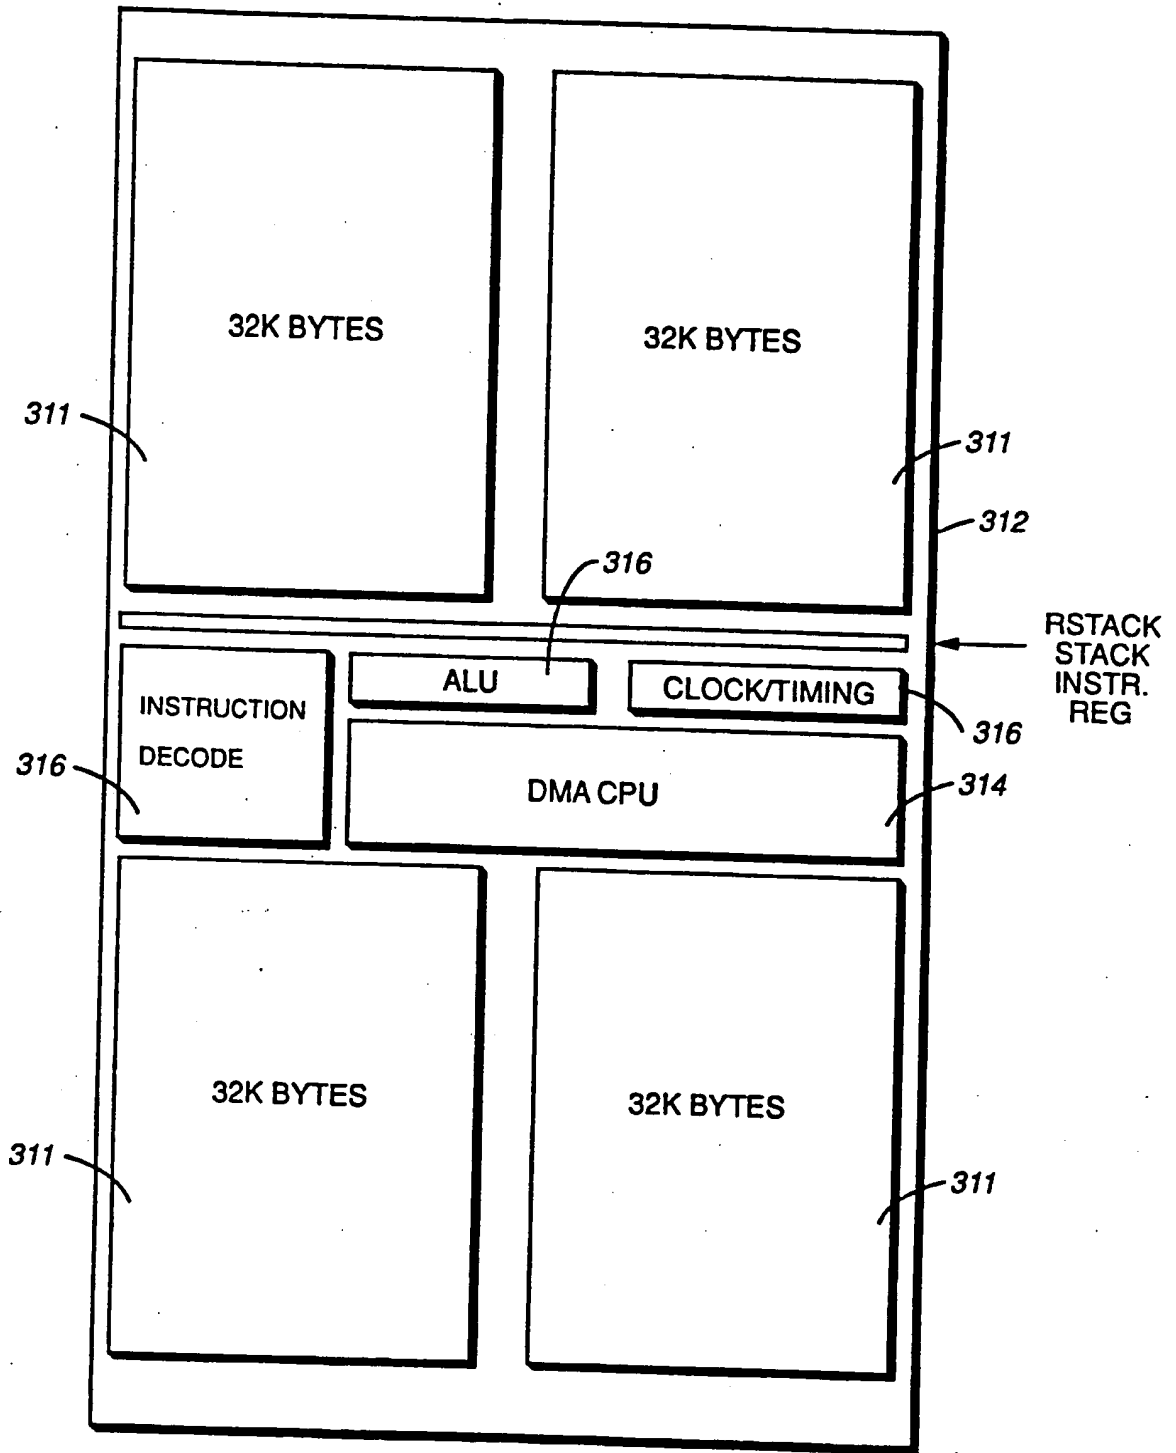 32K BYTES
32K BYTES
311
311
312
316
RSTACK
STACK
INSTR.
REG
ALU
CLOCK/TIMING
INSTRUCTION
DECODE
316
316
DMA CPU
314
32K BYTES
32K BYTES
311
311